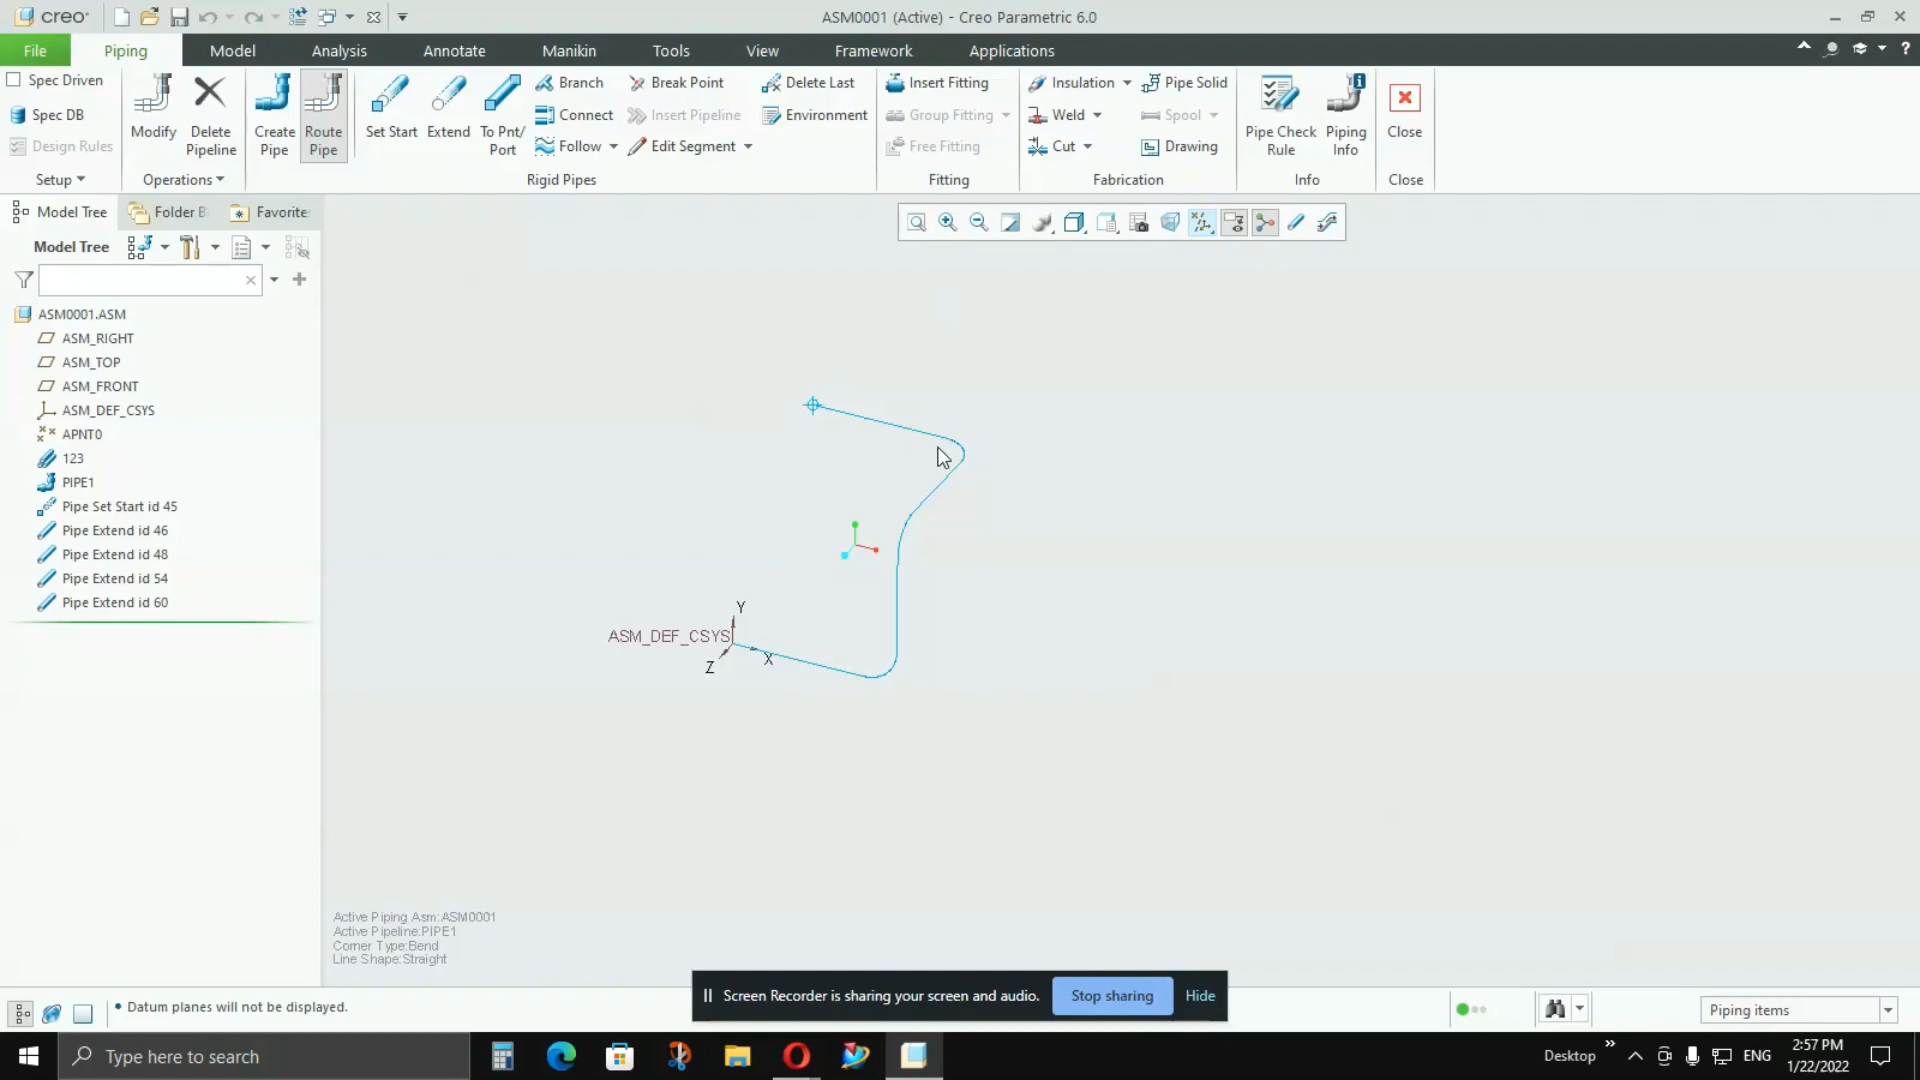 creo
ASM0001 (Active) - Creo Parametric 6.0
File
Piping
Model
Analysis
Annotate
Manikin
Tools
View
Framework
Applications
Spec Driven
Spec DB
Design Rules
Setup
Modify
Delete Pipeline
Operations
Create Pipe
Route Pipe
Set Start
Extend
To Pnt/ Port
Branch
Connect
Follow
Break Point
Insert Pipeline
Edit Segment
Delete Last
Environment
Rigid Pipes
Insert Fitting
Group Fitting
Free Fitting
Fitting
Insulation
Weld
Cut
Pipe Solid
Spool
Drawing
Fabrication
Pipe Check Rule
Piping Info
Info
Close
Close
Model Tree
Folder B
Favorite
Model Tree
ASM0001.ASM
ASM_RIGHT
ASM_TOP
ASM_FRONT
ASM_DEF_CSYS
APNT0
123
PIPE1
Pipe Set Start id 45
Pipe Extend id 46
Pipe Extend id 48
Pipe Extend id 54
Pipe Extend id 60
Y
ASM_DEF_CSYS
X
Z
Active Piping Asm:ASM0001
Active Pipeline:PIPE1
Corner Type:Bend
Line Shape:Straight
Datum planes will not be displayed.
Screen Recorder is sharing your screen and audio.
Stop sharing
Hide
Piping items
Type here to search
Desktop
ENG
2:57 PM
1/22/2022